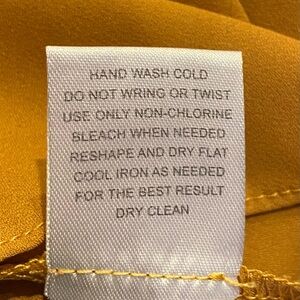 HAND WASH COLD
DO NOT WRING OR TWIST
USE ONLY NON-CHLORINE
BLEACH WHEN NEEDED
RESHAPE AND DRY FLAT
COOL IRON AS NEEDED
FOR THE BEST RESULT
DRY CLEAN